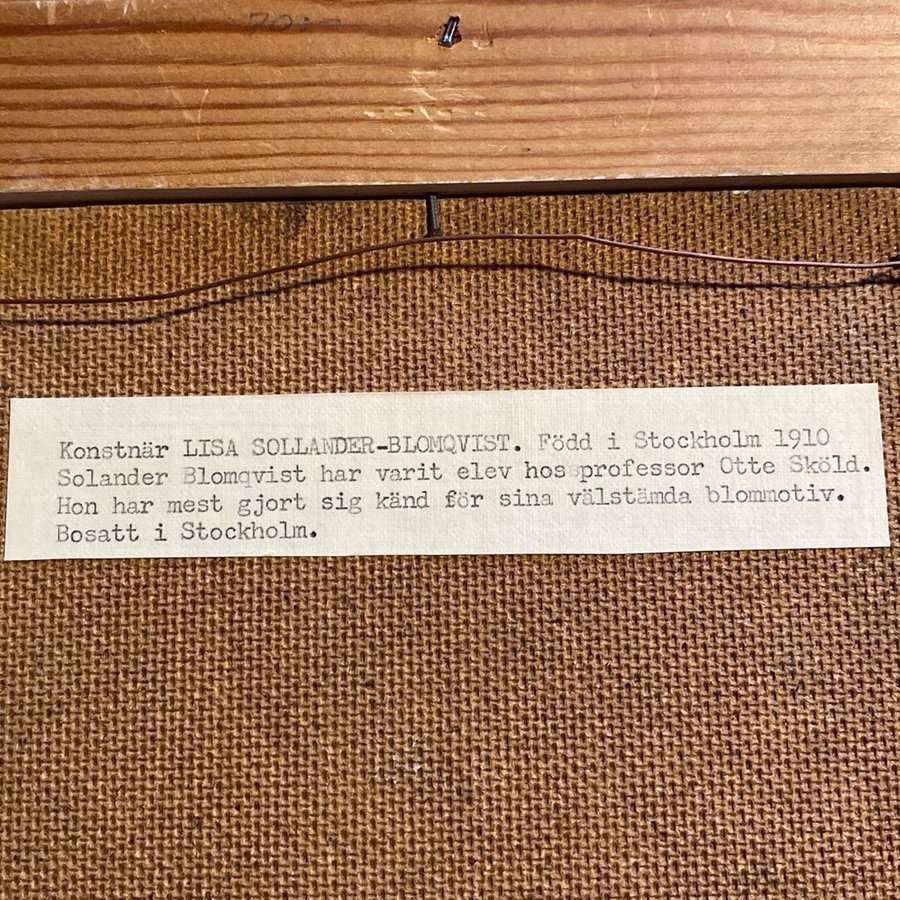 Konstnär LISA SOLLANDER-BLOMQVIST. Född i Stockholm 1910
Solander Blomqvist har varit elev hos professor Otte Sköld.
Hon har mest gjort sig känd för sina välstämda blommotiv.
Bosatt i Stockholm.